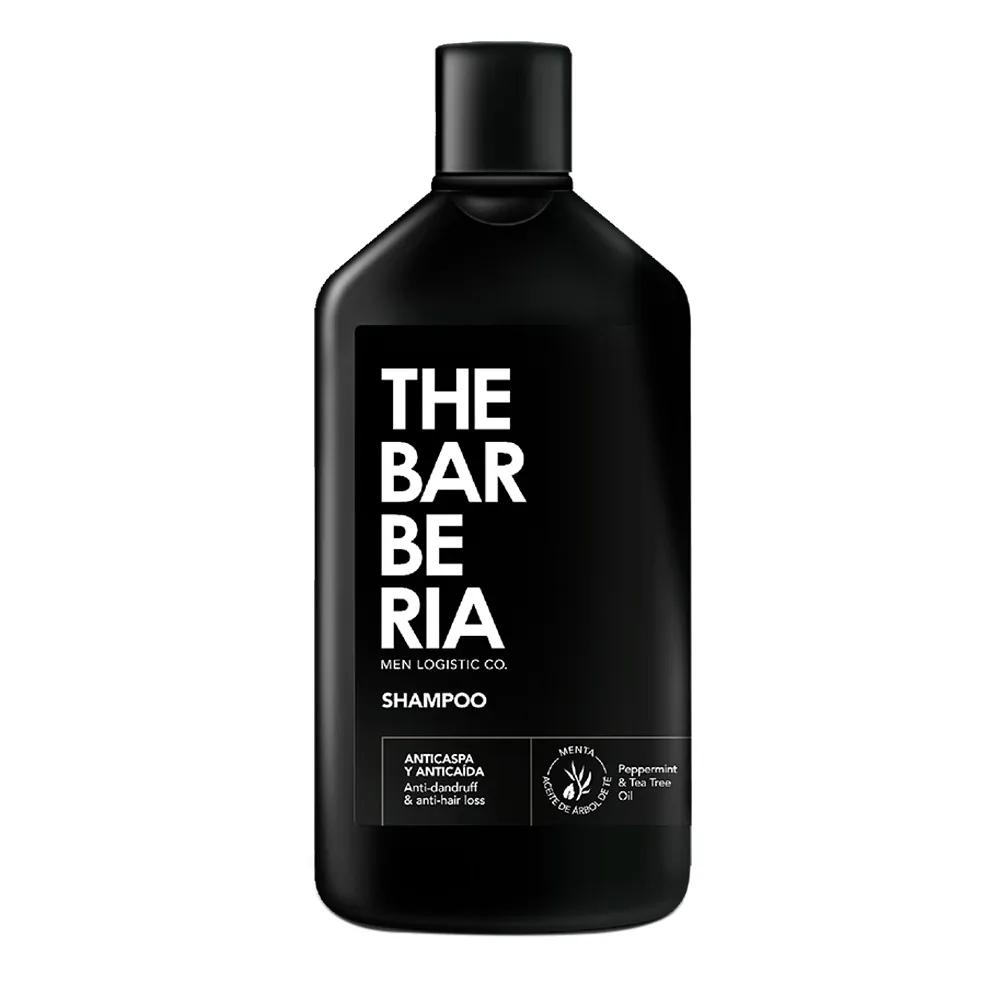 THE
BAR
BE
RIA
MEN LOGISTIC CO.
SHAMPOO
ANTICASPA
Y ANTICAÍDA
Anti-dandruff
& anti-hair loss
MENTA
ACEITE DE ÁRBOL DE TÉ
Peppermint
& Tea Tree
Oil